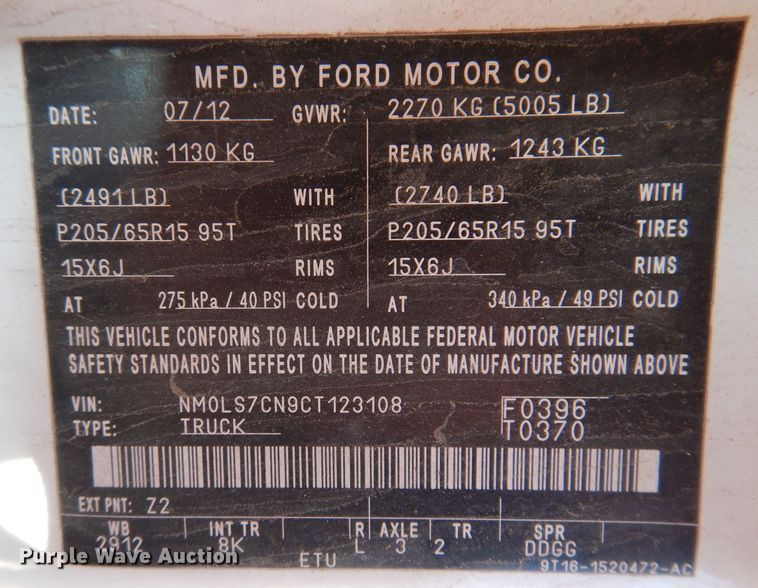 MFD. BY FORD MOTOR CO.
DATE: 07/12 GVWR: 2270 KG (5005 LB)
FRONT GAWR: 1130 KG REAR GAWR: 1243 KG
(2491 LB) WITH (2740 LB) WITH
P205/65R15 95T TIRES P205/65R15 95T TIRES
15X6J RIMS 15X6J RIMS
AT 275 kPa / 40 PSI COLD AT 340 kPa / 49 PSI COLD
THIS VEHICLE CONFORMS TO ALL APPLICABLE FEDERAL MOTOR VEHICLE
SAFETY STANDARDS IN EFFECT ON THE DATE OF MANUFACTURE SHOWN ABOVE
VIN: NM0LS7CN9CT123108 F0396
TYPE: TRUCK T0370
EXT PNT: Z2
WB INT TR R AXLE TR SPR
2912 8K L 3 2 DDGG
ETU 9T16-1520472-AC
Purple Wave Auction